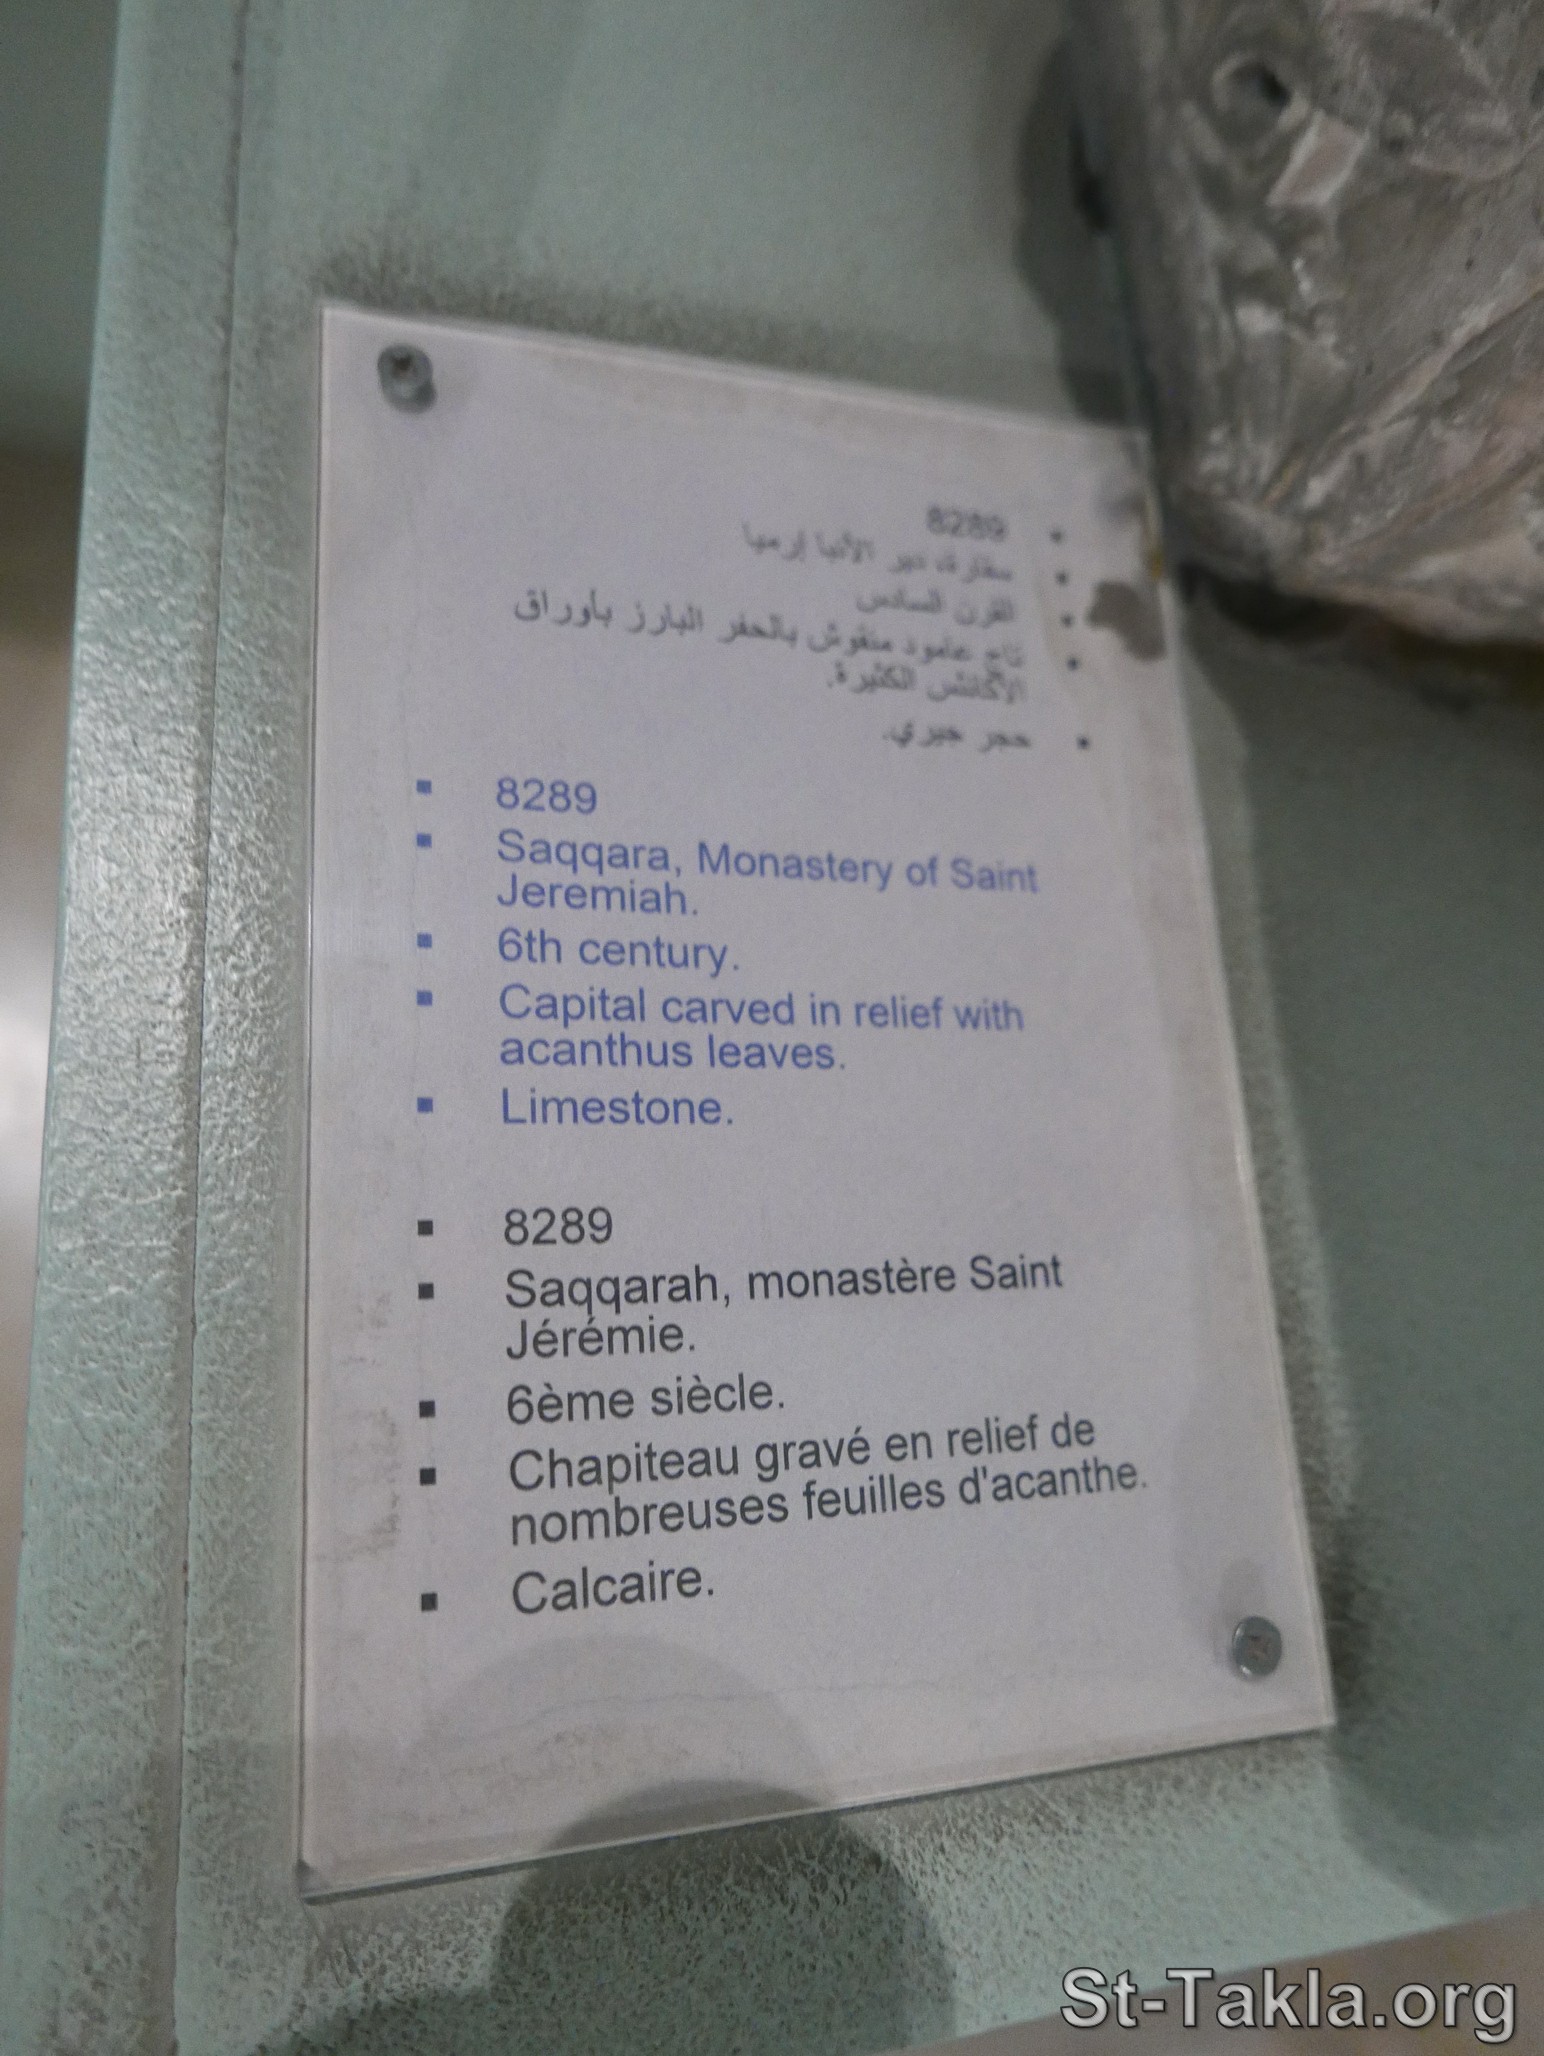 • 8289
• سقارة، دير الأنبا إرميا
• القرن السادس
• تاج عامود منقوش بالحفر البارز بأوراق
الأكانتس الكثيرة.
• حجر جيري.
▪ 8289
▪ Saqqara, Monastery of Saint
Jeremiah.
▪ 6th century.
▪ Capital carved in relief with
acanthus leaves.
▪ Limestone.
▪ 8289
▪ Saqqarah, monastère Saint
Jérémie.
▪ 6ème siècle.
▪ Chapiteau gravé en relief de
nombreuses feuilles d'acanthe.
▪ Calcaire.
St-Takla.org